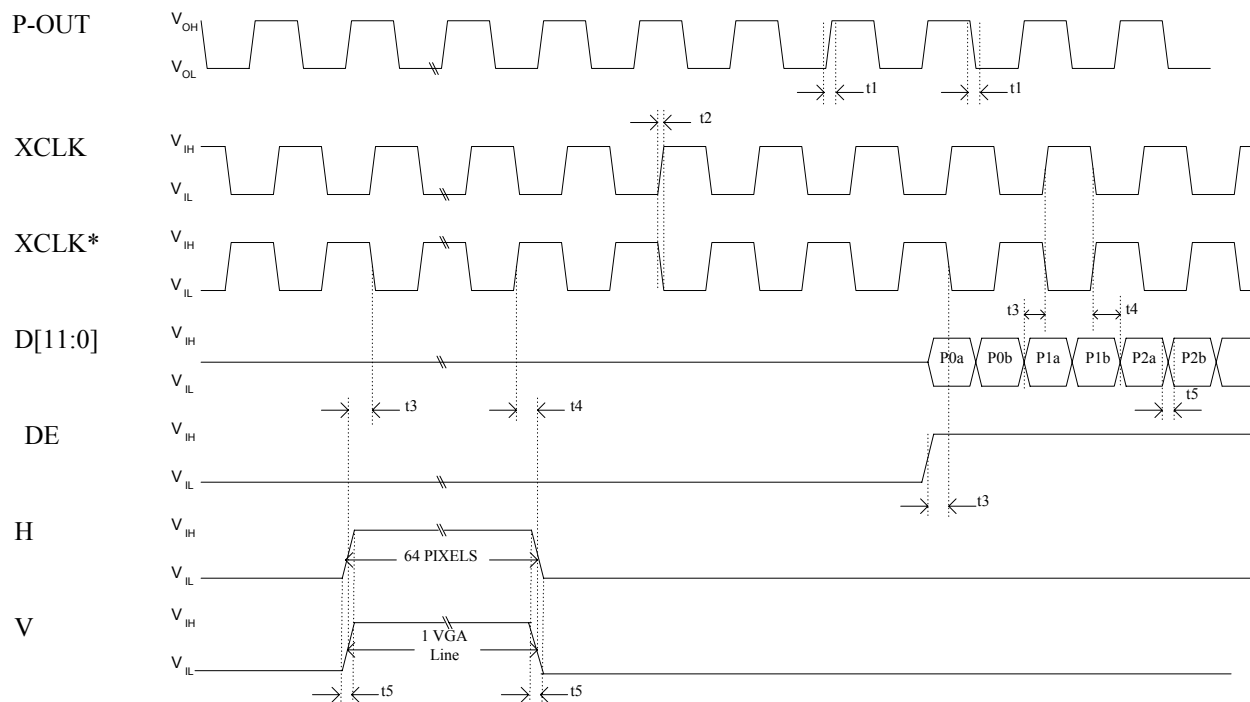 P-OUT
VOH
VOL
t1
t1
t2
XCLK
VIH
VIL
XCLK*
VIH
VIL
t3
t4
D[11:0]
VIH
VIL
P0a
P0b
P1a
P1b
P2a
P2b
t5
t3
t4
DE
VIH
VIL
t3
H
VIH
VIL
64 PIXELS
V
VIH
VIL
1 VGA
Line
t5
t5